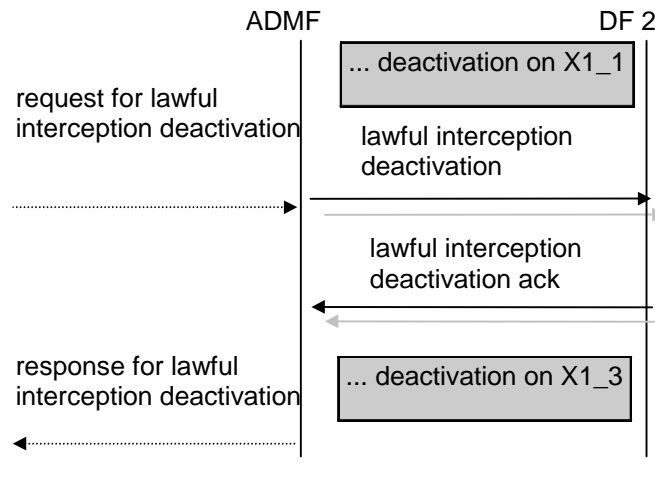 ADMF
DF 2
... deactivation on X1_1
request for lawful
interception deactivation
lawful interception
deactivation
lawful interception
deactivation ack
response for lawful
interception deactivation
... deactivation on X1_3